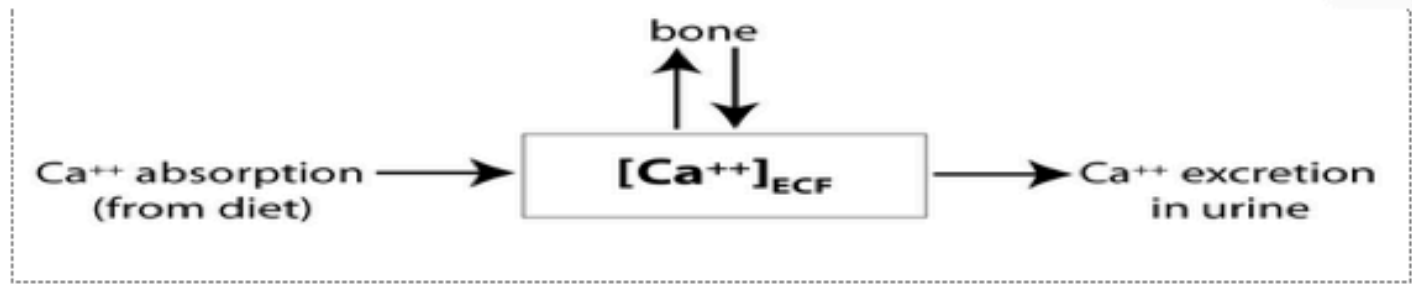 bone
Ca⁺⁺ absorption
(from diet)
[Ca⁺⁺]ECF
Ca⁺⁺ excretion
in urine